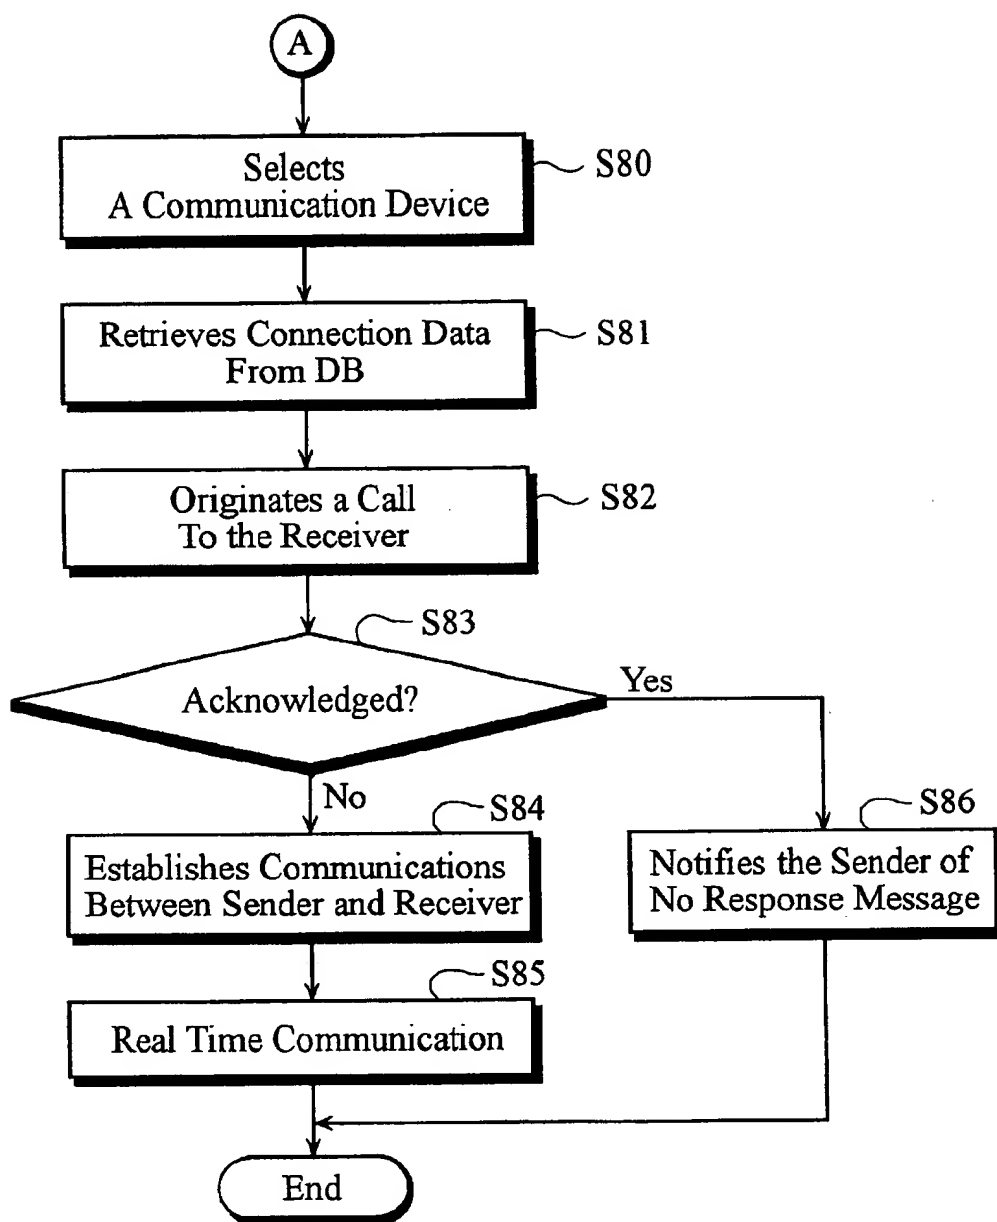 A
Selects
A Communication Device
S80
Retrieves Connection Data
From DB
S81
Originates a Call
To the Receiver
S82
S83
Acknowledged?
Yes
No
S84
Establishes Communications
Between Sender and Receiver
S86
Notifies the Sender of
No Response Message
S85
Real Time Communication
End